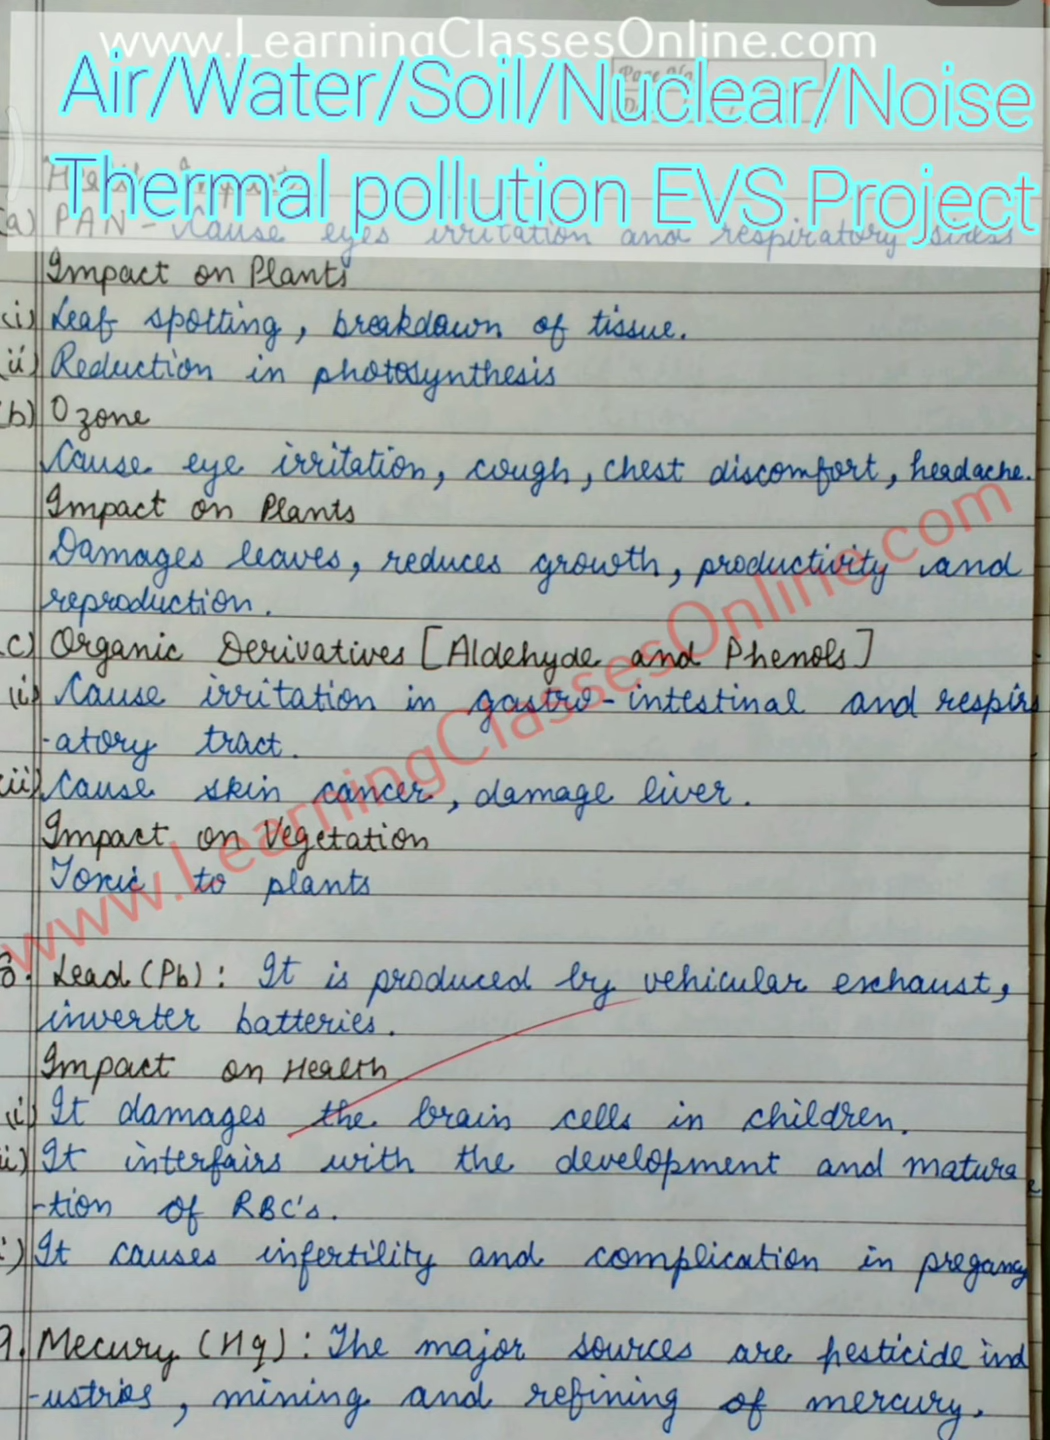 www.LearningClassesOnline.com
Air/Water/Soil/Nuclear/Noise
Thermal pollution EVS Project
(a) PAN - Cause eyes irritation and respiratory stress
Impact on Plants
(i) Leaf spotting, breakdown of tissue.
(ii) Reduction in photosynthesis
(b) Ozone
Cause eye irritation, cough, chest discomfort, headache.
Impact on Plants
Damages leaves, reduces growth, productivity and
reproduction.
c) Organic Derivatives [Aldehyde and Phenols]
(i) Cause irritation in gastro-intestinal and respir
-atory tract.
(ii) Cause skin cancer, damage liver.
Impact on Vegetation
Toxic to plants
www.LearningClassesOnline.com
8. Lead (Pb) : It is produced by vehicular exhaust,
inverter batteries.
Impact on Health
(i) It damages the brain cells in children.
ii) It interfairs with the development and matura
-tion of RBC's.
i) It causes infertility and complication in pregancy
9. Mecury (Hg) : The major sources are pesticide ind
-ustries, mining and refining of mercury.